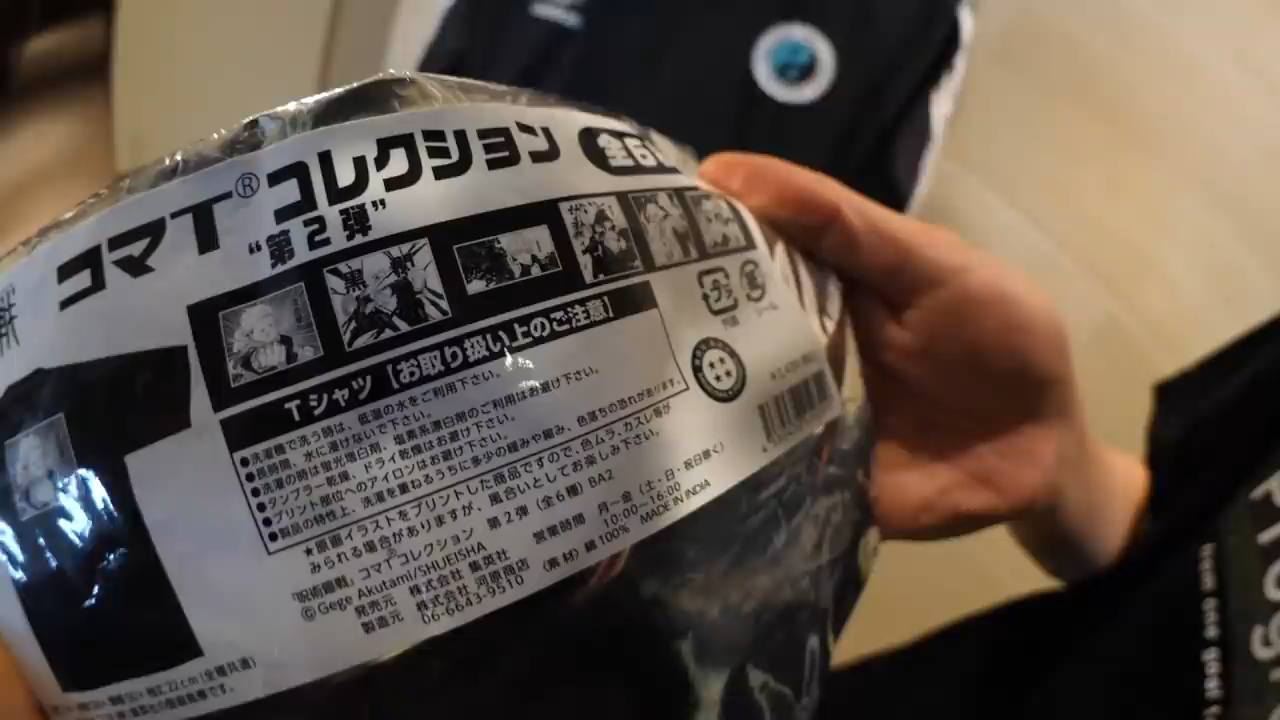 コマT®コレクション
全6
“第2弾”
Tシャツ【お取り扱い上のご注意】
●洗濯機で洗う時は、低温の水をご利用下さい。
●長時間、水に漬けないで下さい。
●洗濯の時は蛍光増白剤、塩素系漂白剤のご利用はお避け下さい。
●タンブラー乾燥、ドライ乾燥はお避け下さい。
●プリント部位へのアイロンはお避け下さい。
●製品の特性上、洗濯を重ねるうちに多少の縮みや緩み、色落ちの恐れがあります。
★原画イラストをプリントした商品ですので、色ムラ、カスレ等が
みられる場合がありますが、風合いとしてお楽しみ下さい。
『呪術廻戦』コマT®コレクション 第2弾（全6種）BA2
©Gege Akutami/SHUEISHA
発売元 株式会社 集英社
製造元 株式会社 河原商店
06-6643-9510
営業時間 月～金（土・日・祝日除く）
10:00～16:00
（素材）綿100% MADE IN INDIA
22cm（全種共通）
プラ